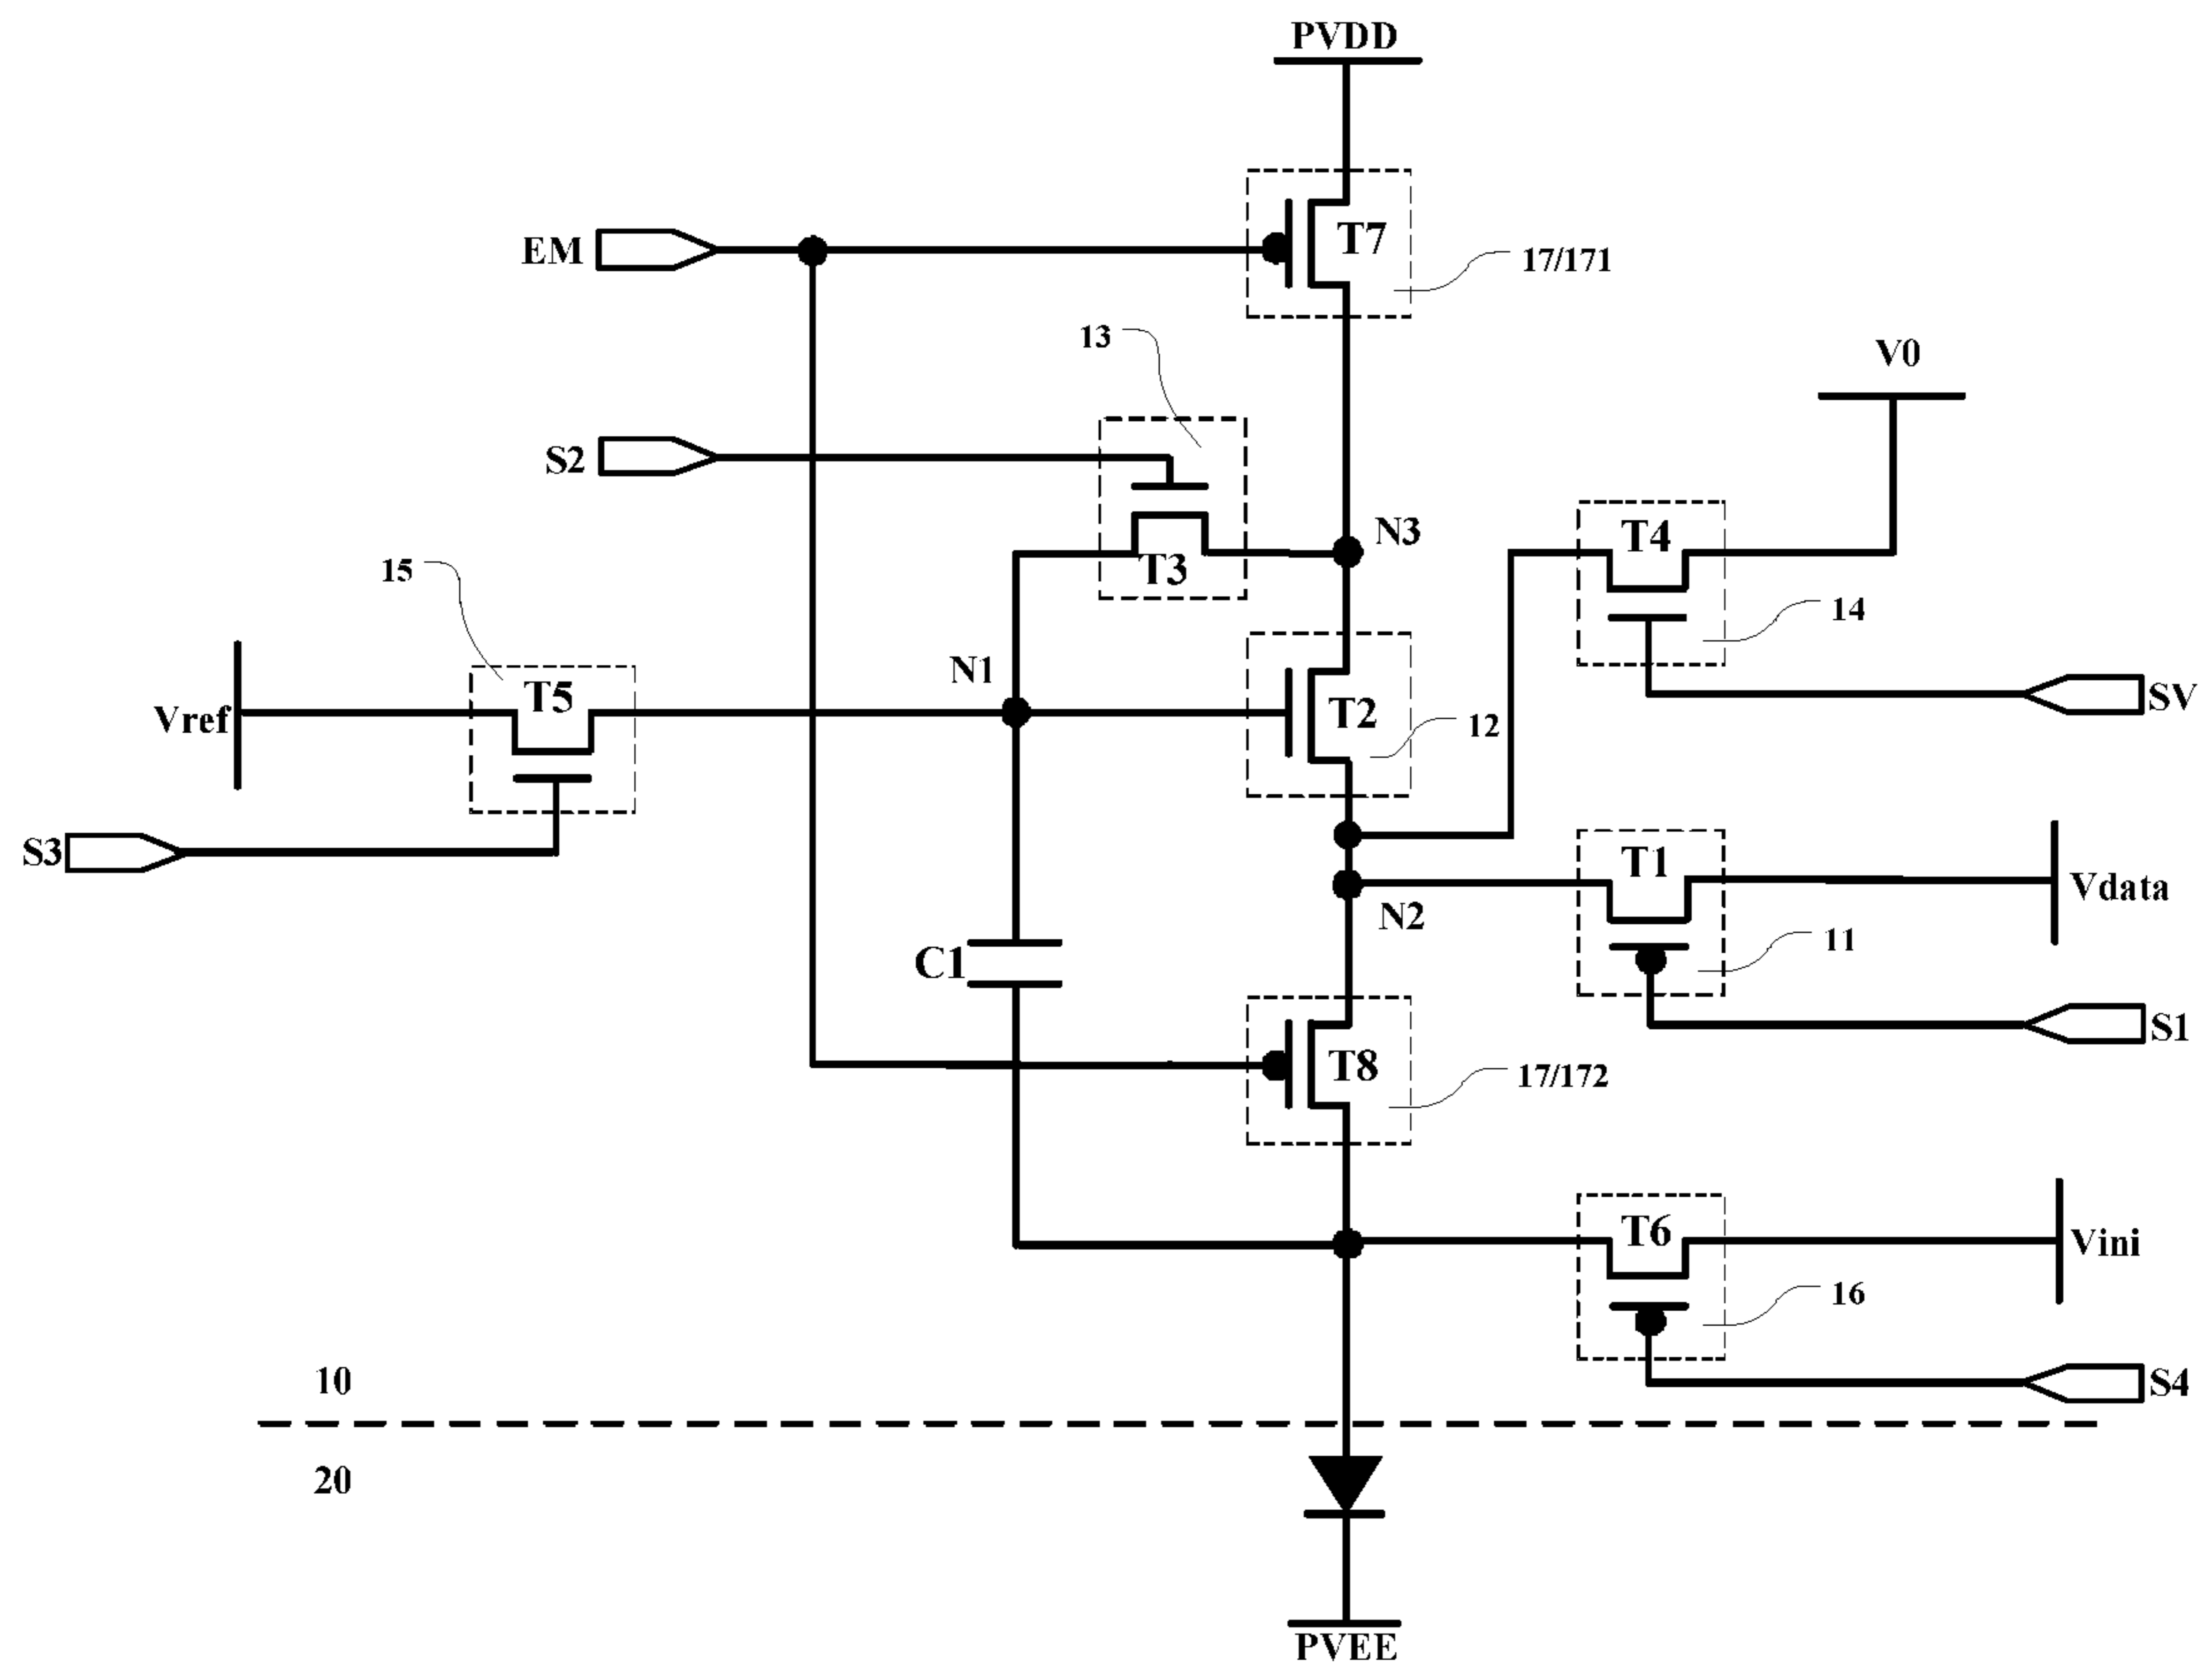 PVDD
T7
EM
17/171
13
V0
S2
N3
T4
T3
15
14
N1
T5
SV
Vref
T2
12
S3
T1
Vdata
N2
11
C1
S1
T8
17/172
T6
Vini
16
10
S4
20
PVEE